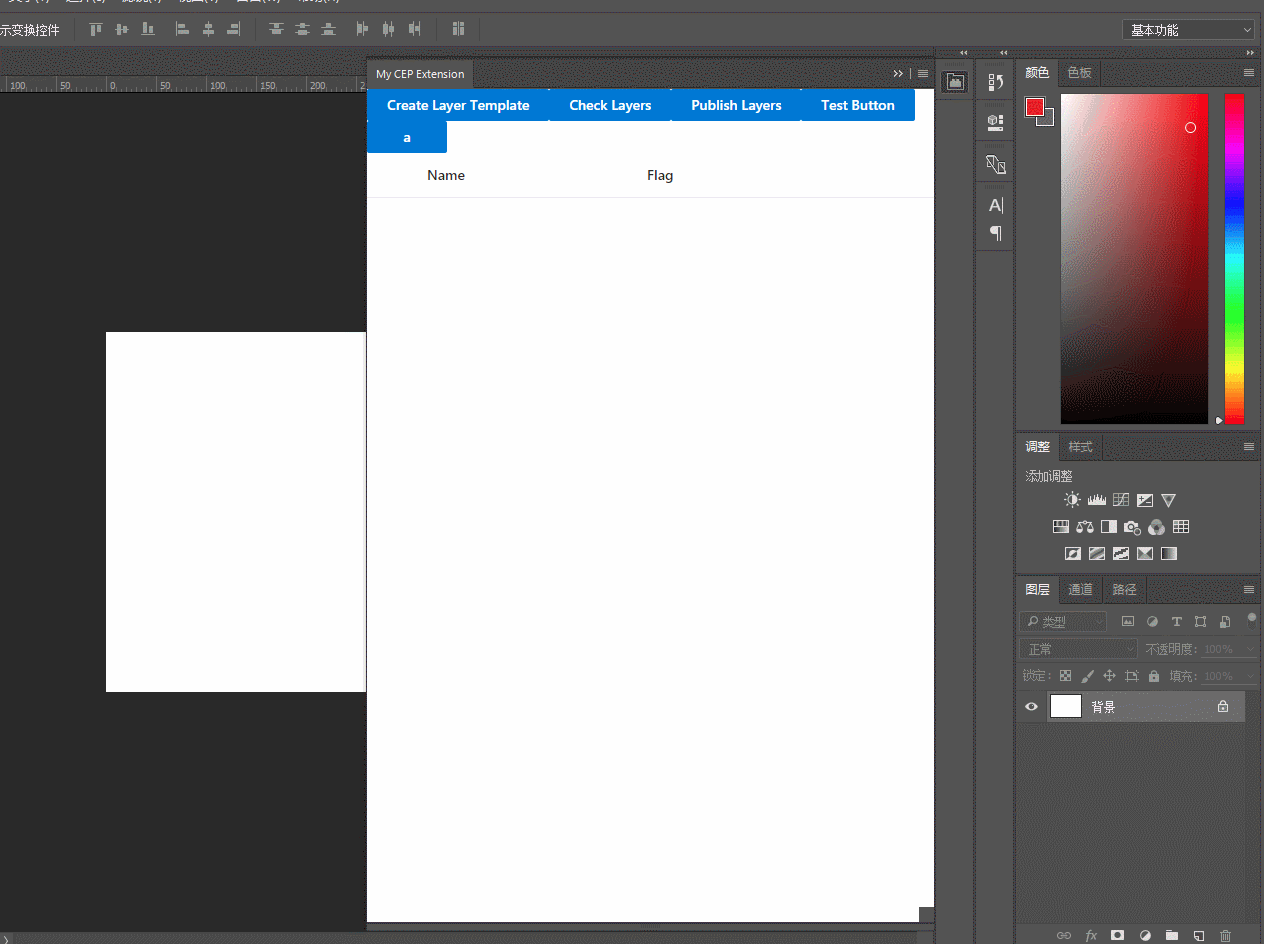 示变换控件
基本功能
100 50 0 50 100 150 200
My CEP Extension
Create Layer Template Check Layers Publish Layers Test Button
a
Name Flag
颜色 色板
调整 样式
添加调整
图层 通道 路径
类型
正常 不透明度: 100%
锁定: 填充: 100%
背景
fx